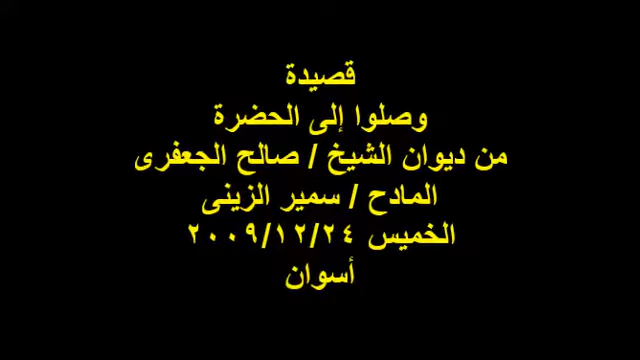 قصيدة
وصلوا إلى الحضرة
من ديوان الشيخ / صالح الجعفرى
المادح / سمير الزينى
الخميس ٢٠٠٩/١٢/٢٤
أسوان